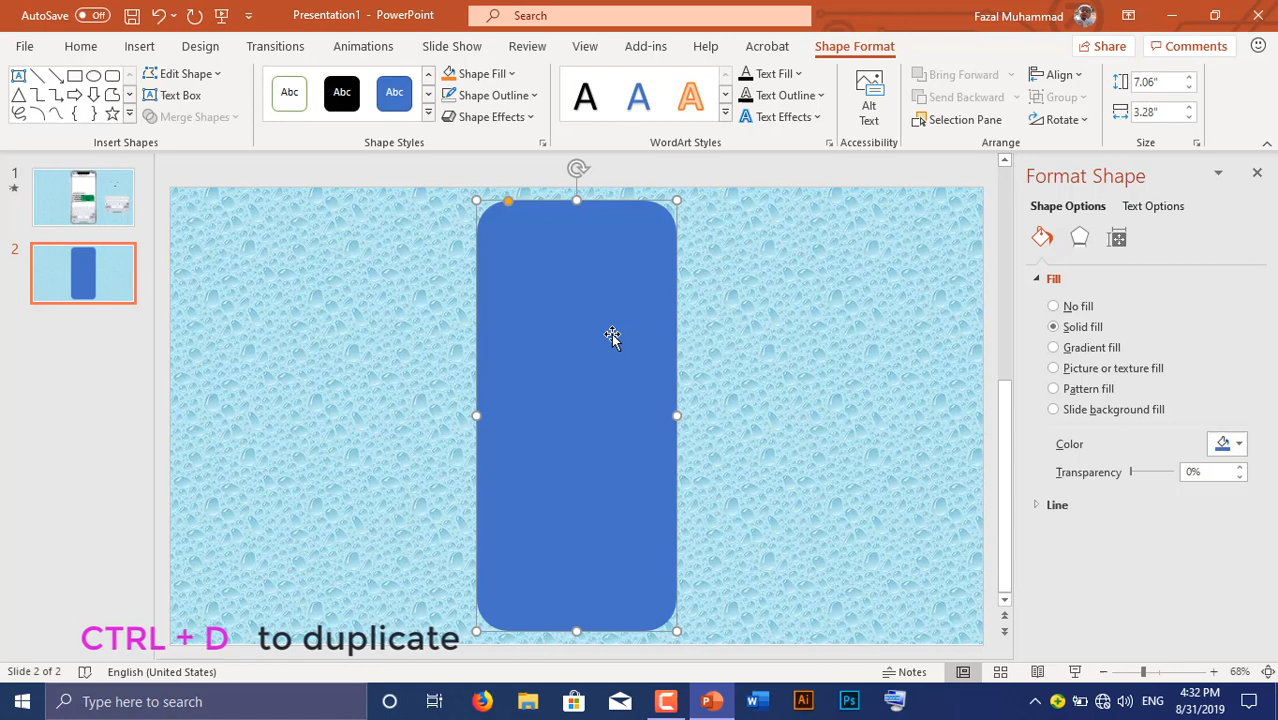 AutoSave Off
Presentation1 - PowerPoint
Search
Fazal Muhammad
File Home Insert Design Transitions Animations Slide Show Review View Add-ins Help Acrobat Shape Format
Share Comments
Edit Shape
Text Box
Merge Shapes
Insert Shapes
Abc Abc Abc
Shape Fill
Shape Outline
Shape Effects
Shape Styles
A A A
Text Fill
Text Outline
Text Effects
WordArt Styles
Alt
Text
Accessibility
Bring Forward
Send Backward
Selection Pane
Align
Group
Rotate
Arrange
7.06"
3.28"
Size
1
2
Format Shape
Shape Options Text Options
Fill
No fill
Solid fill
Gradient fill
Picture or texture fill
Pattern fill
Slide background fill
Color
Transparency 0%
Line
CTRL + D to duplicate
Slide 2 of 2
English (United States)
Notes
68%
Type here to search
Ai
Ps
ENG
4:32 PM
8/31/2019